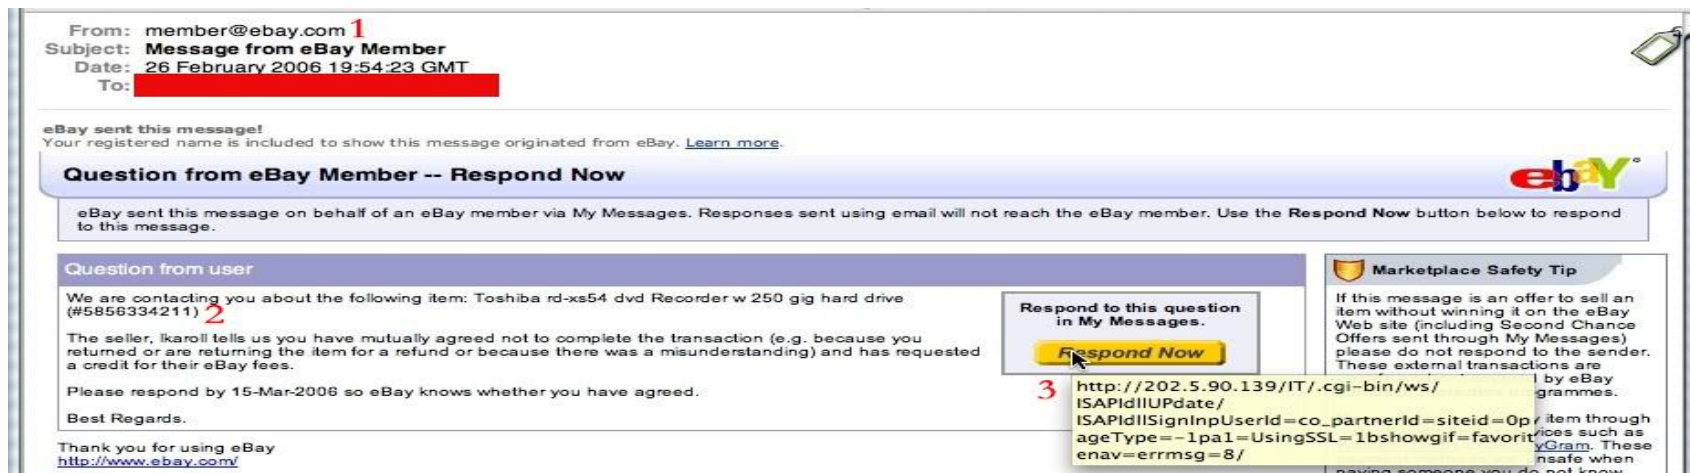 From: member@ebay.com 1
Subject: Message from eBay Member
Date: 26 February 2006 19:54:23 GMT
To:
eBay sent this message!
Your registered name is included to show this message originated from eBay. Learn more.
Question from eBay Member -- Respond Now
ebaY
eBay sent this message on behalf of an eBay member via My Messages. Responses sent using email will not reach the eBay member. Use the Respond Now button below to respond
to this message.
Question from user
We are contacting you about the following item: Toshiba rd-xs54 dvd Recorder w 250 gig hard drive
(#5856334211) 2
The seller, lkaroll tells us you have mutually agreed not to complete the transaction (e.g. because you
returned or are returning the item for a refund or because there was a misunderstanding) and has requested
a credit for their eBay fees.
Please respond by 15-Mar-2006 so eBay knows whether you have agreed.
Best Regards.
Thank you for using eBay
http://www.ebay.com/
Respond to this question
in My Messages.
Respond Now
3
http://202.5.90.139/IT/.cgi-bin/ws/
ISAPIdllUPdate/
ISAPIdllSignInpUserId=co_partnerId=siteid=0p
ageType=-1pa1=UsingSSL=1bshowgif=favorit
enav=errmsg=8/
Marketplace Safety Tip
If this message is an offer to sell an
item without winning it on the eBay
Web site (including Second Chance
Offers sent through My Messages)
please do not respond to the sender.
These external transactions are
by eBay
item through
such as
These
when